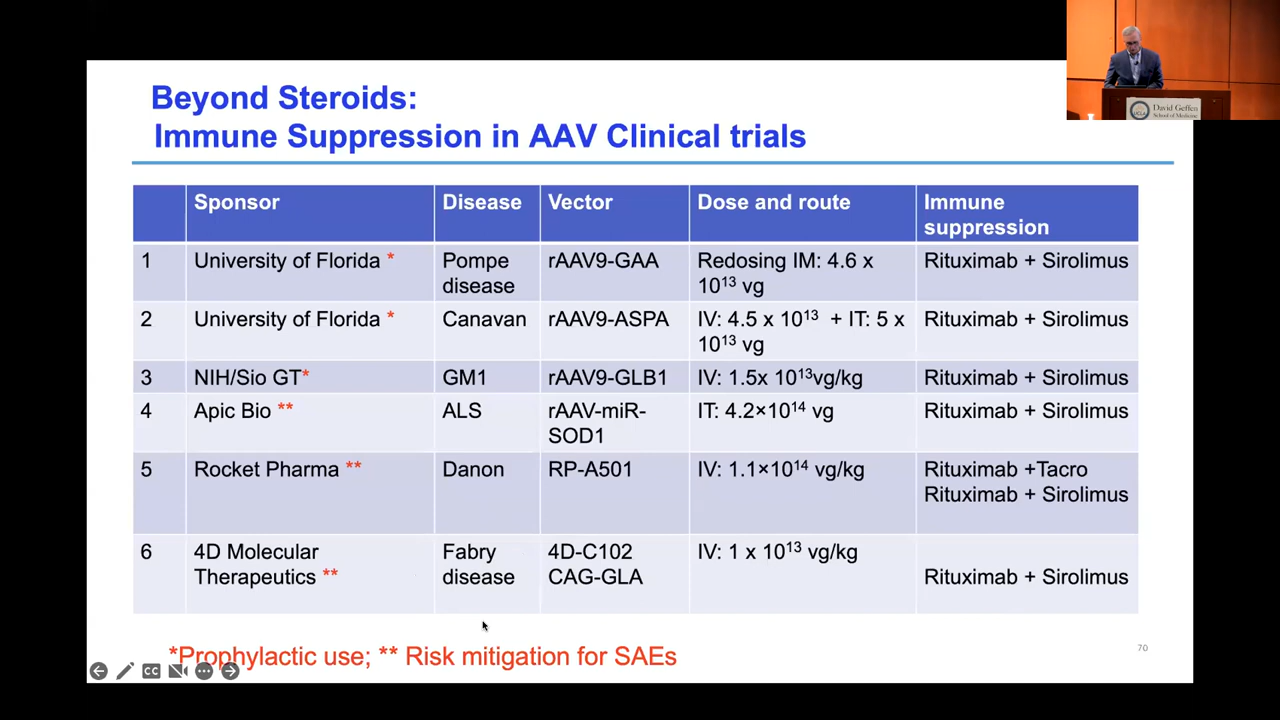 Beyond Steroids:
Immune Suppression in AAV Clinical trials
David Geffen
School of Medicine
Sponsor Disease Vector Dose and route Immune
suppression
1 University of Florida * Pompe rAAV9-GAA Redosing IM: 4.6 x Rituximab + Sirolimus
disease 10¹³ vg
2 University of Florida * Canavan rAAV9-ASPA IV: 4.5 x 10¹³ + IT: 5 x Rituximab + Sirolimus
10¹³ vg
3 NIH/Sio GT* GM1 rAAV9-GLB1 IV: 1.5x 10¹³vg/kg Rituximab + Sirolimus
4 Apic Bio ** ALS rAAV-miR- IT: 4.2×10¹⁴ vg Rituximab + Sirolimus
SOD1
5 Rocket Pharma ** Danon RP-A501 IV: 1.1×10¹⁴ vg/kg Rituximab +Tacro
Rituximab + Sirolimus
6 4D Molecular Fabry 4D-C102 IV: 1 x 10¹³ vg/kg
Therapeutics ** disease CAG-GLA Rituximab + Sirolimus
*Prophylactic use; ** Risk mitigation for SAEs
70
CC